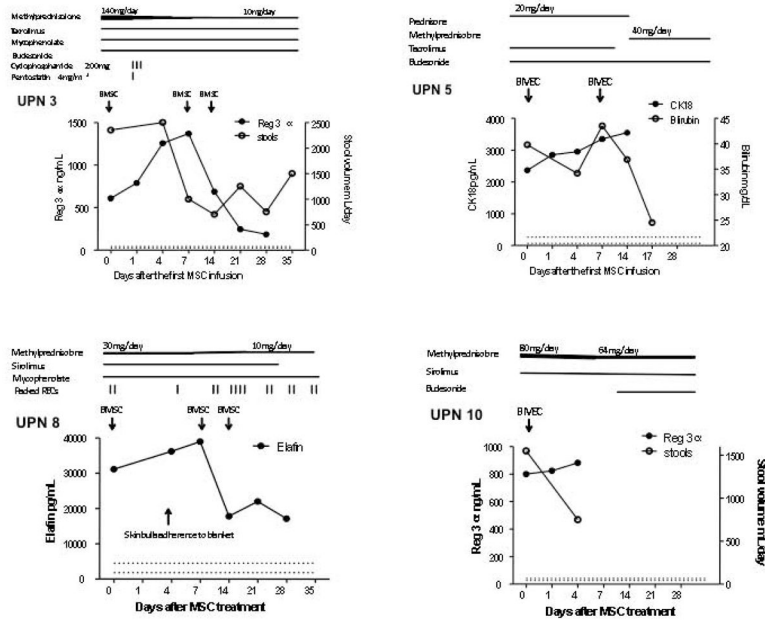 140mg/day 10mg/day
Methylprednisolone
Tacrolimus
Mycophenolate
Budesonide
Cyclophosphamide 200mg
Pentostatin 4mg/m²
UPN 3
BMSC BMSC BMSC
Reg 3 α
stools
1500
1000
500
0
Reg 3 α ng/mL
2500
2000
1500
1000
500
0
Stool volume mL/day
0 1 4 7 14 21 28 35
Days after the first MSC infusion
20mg/day
Prednisone
Methylprednisolone 40mg/day
Tacrolimus
Budesonide
UPN 5
BMSC BMSC
CK18
Bilirubin
4000
3000
2000
1000
0
CK18 pg/mL
45
40
35
30
25
20
Bilirubin mg/dL
0 1 4 7 14 17 28
Days after the first MSC infusion
30mg/day 10mg/day
Methylprednisolone
Sirolimus
Mycophenolate
Packed RBCs
UPN 8
BMSC BMSC BMSC
Elafin
40000
30000
20000
10000
0
Elafin pg/mL
Skin bullae adherence to blanket
0 1 4 7 14 21 28 35
Days after MSC treatment
80mg/day 64mg/day
Methylprednisolone
Sirolimus
Budesonide
UPN 10
BMSC
Reg 3 α
stools
1000
800
600
400
200
0
Reg 3 α ng/mL
1500
1000
500
0
Stool volume mL/day
0 1 4 7 14 21 28
Days after MSC treatment